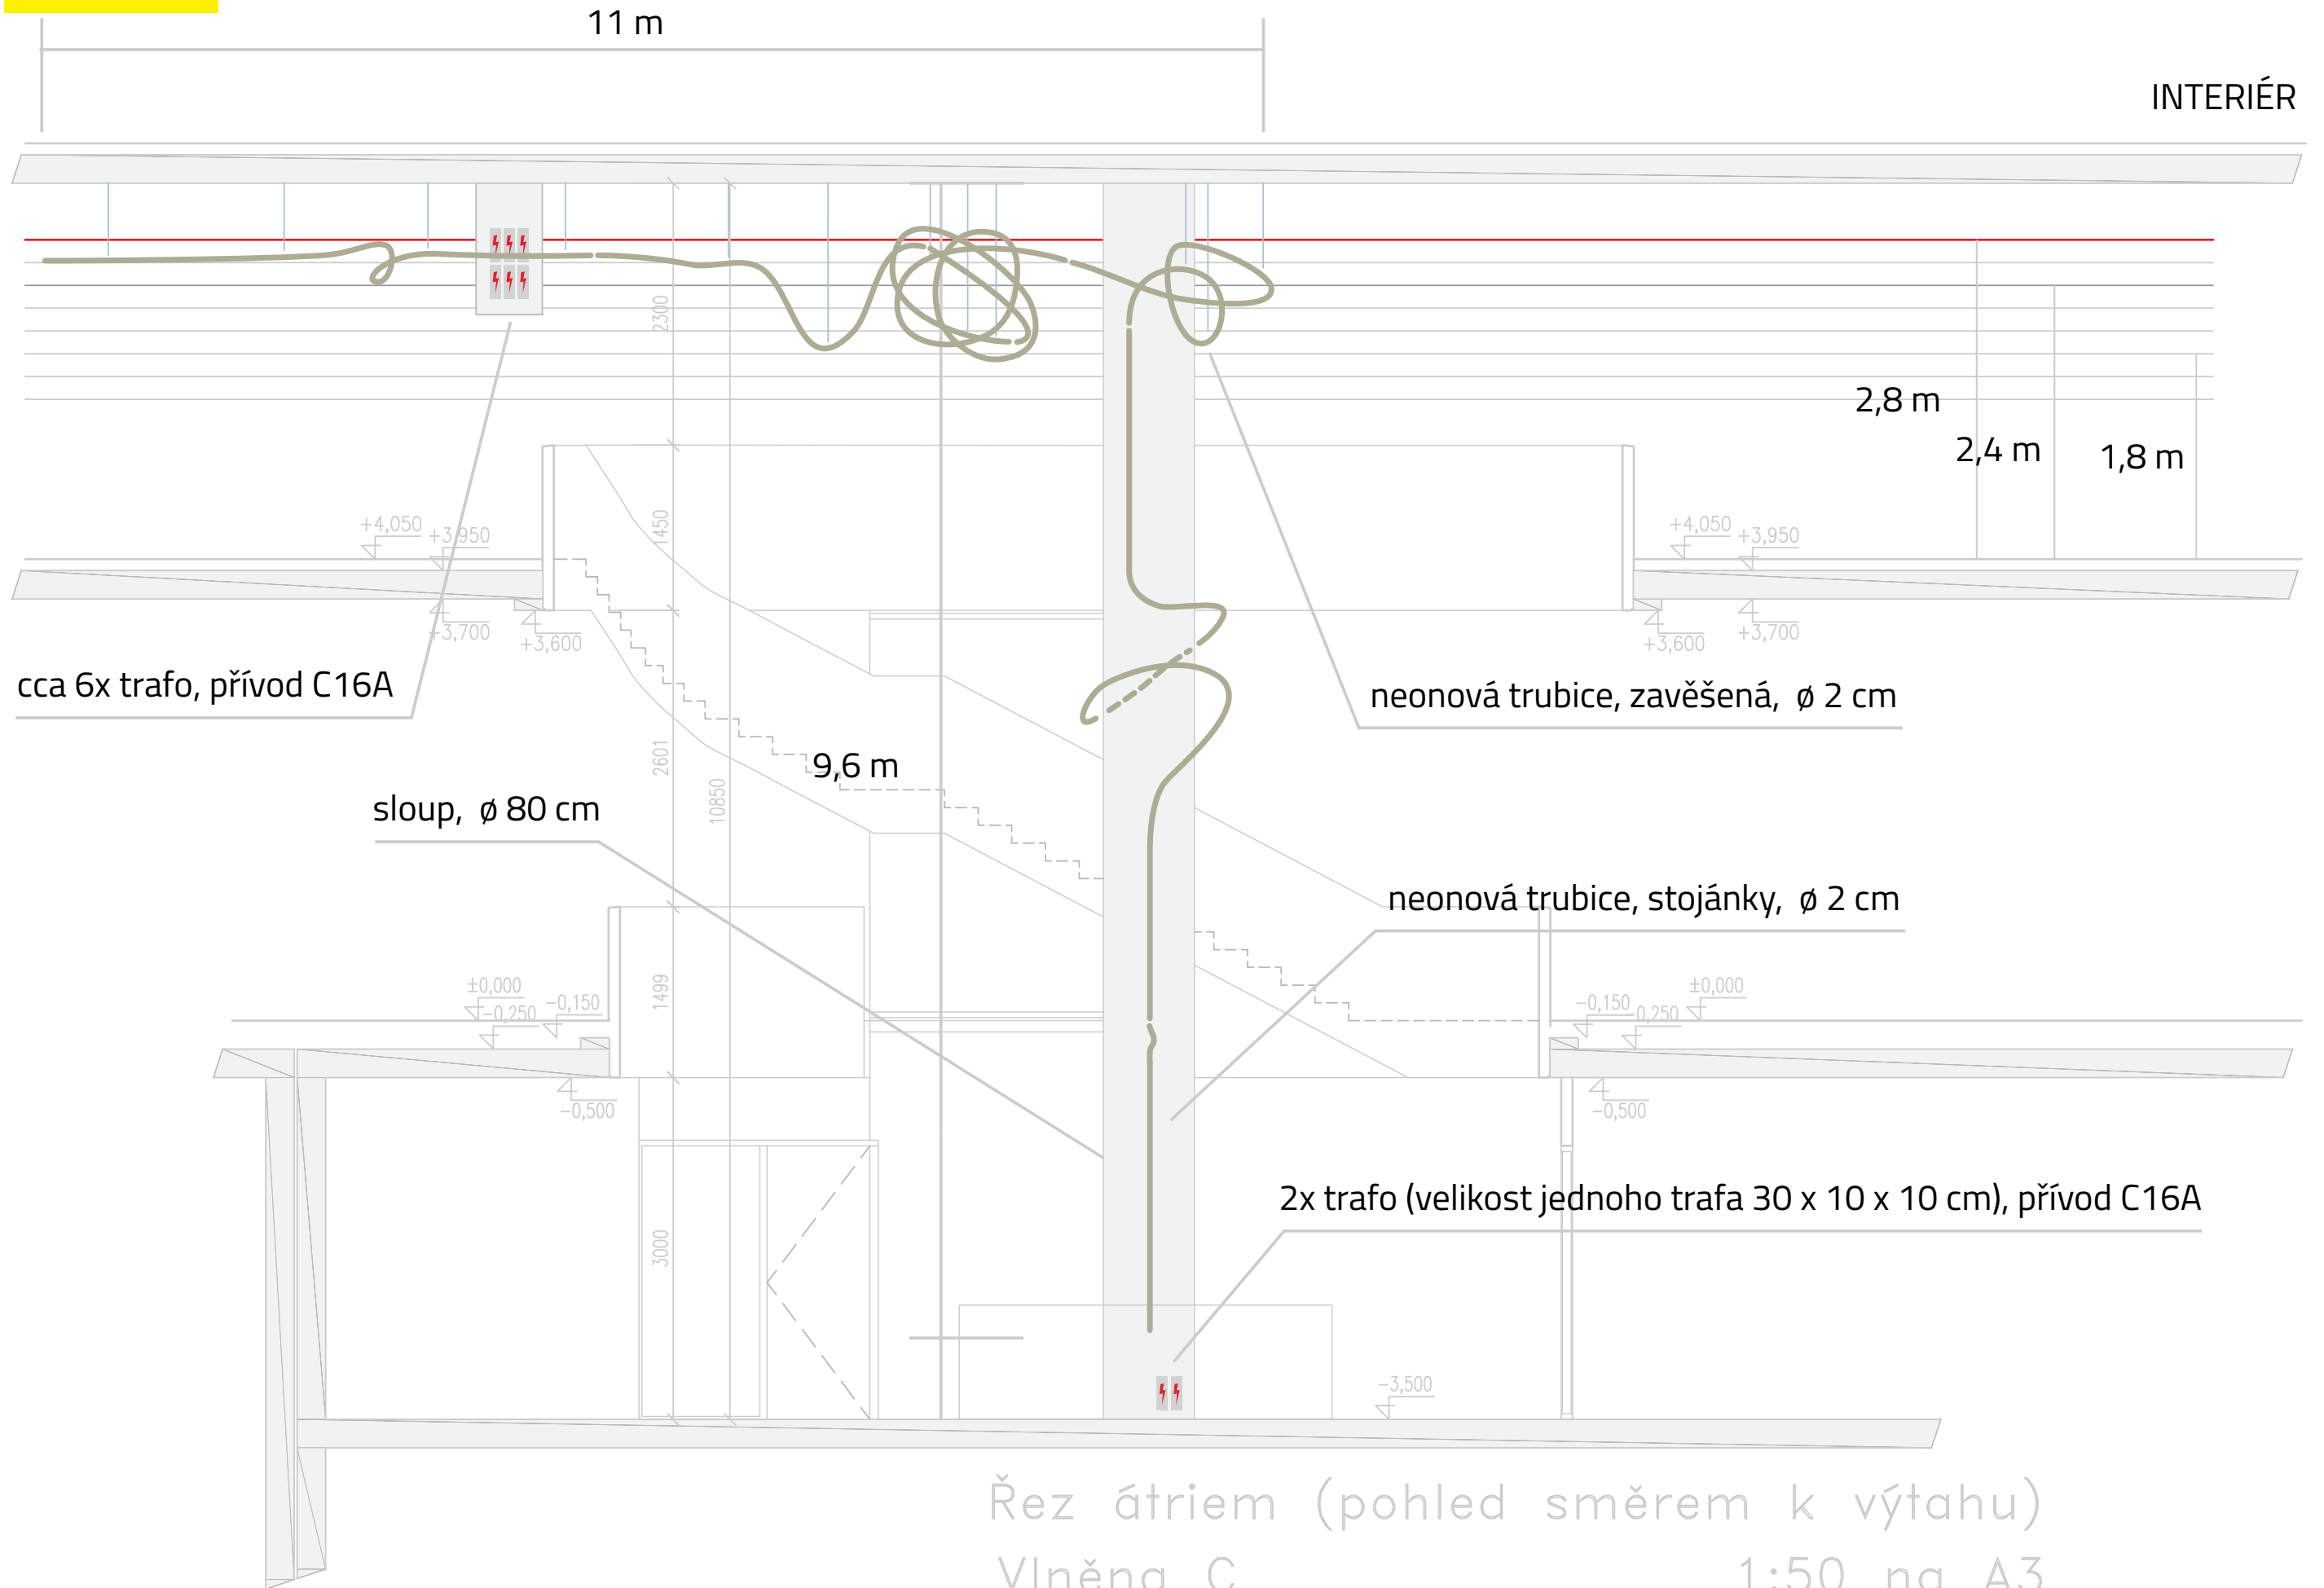 11 m
INTERIÉR
2300
2,8 m
2,4 m
1,8 m
1450
+4,050
+3,950
+4,050
+3,950
+3,700
+3,600
+3,600
+3,700
cca 6x trafo, přívod C16A
neonová trubice, zavěšená, ø 2 cm
2601
10850
9,6 m
sloup, ø 80 cm
neonová trubice, stojánky, ø 2 cm
1499
±0,000
-0,150
-0,250
±0,000
-0,150
-0,250
-0,500
-0,500
2x trafo (velikost jednoho trafa 30 x 10 x 10 cm), přívod C16A
3000
-3,500
Řez átriem (pohled směrem k výtahu)
Vlněna C 1:50 na A3